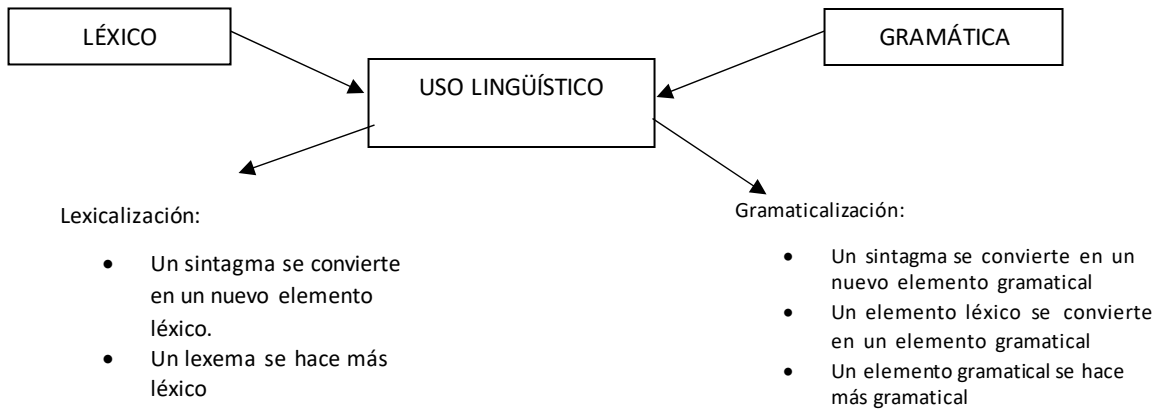 LÉXICO
GRAMÁTICA
USO LINGÜÍSTICO
Lexicalización:
• Un sintagma se convierte
en un nuevo elemento
léxico.
• Un lexema se hace más
léxico
Gramaticalización:
• Un sintagma se convierte en un
nuevo elemento gramatical
• Un elemento léxico se convierte
en un elemento gramatical
• Un elemento gramatical se hace
más gramatical